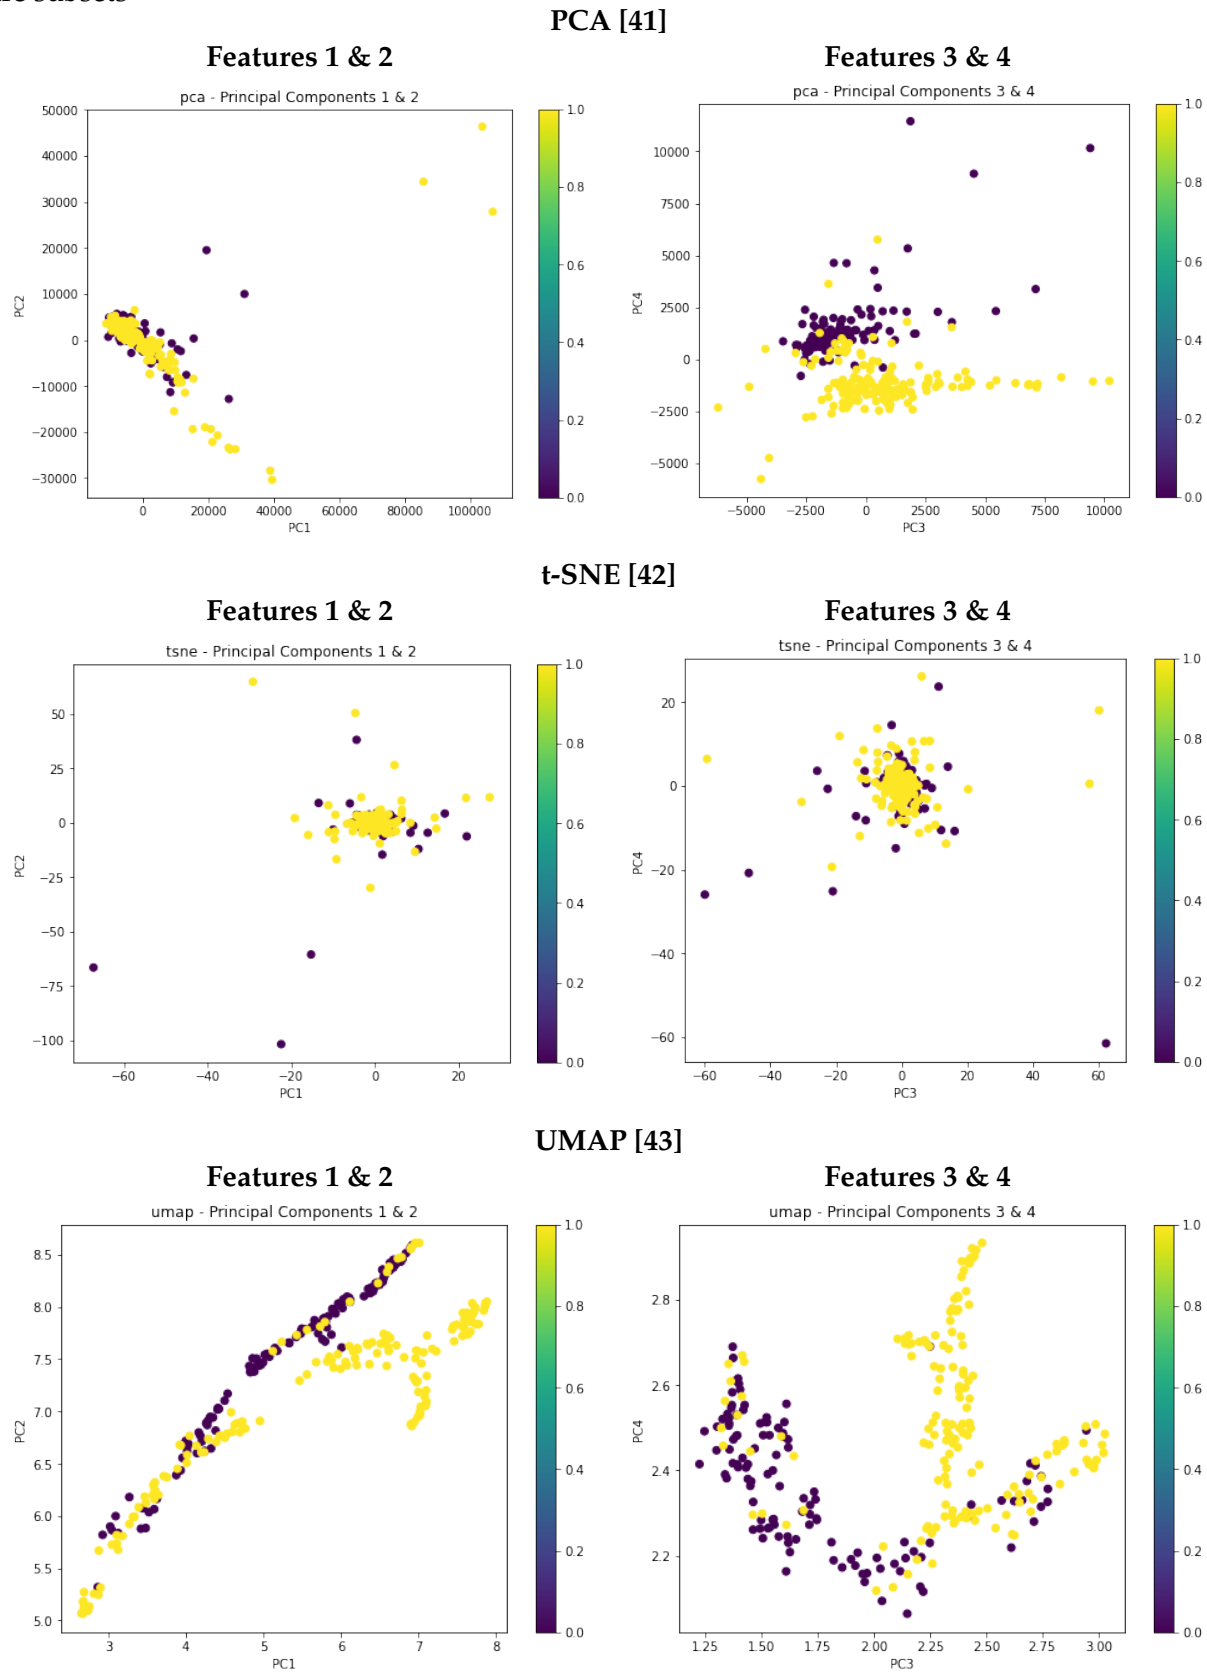 PCA [41]
Features 1 & 2 Features 3 & 4
pca - Principal Components 1 & 2
50000
40000
30000
20000
10000
0
−10000
−20000
−30000
PC2
0 20000 40000 60000 80000 100000
PC1
1.0
0.8
0.6
0.4
0.2
0.0
pca - Principal Components 3 & 4
10000
7500
5000
2500
0
−2500
−5000
PC4
−5000 −2500 0 2500 5000 7500 10000
PC3
1.0
0.8
0.6
0.4
0.2
0.0
t-SNE [42]
Features 1 & 2 Features 3 & 4
tsne - Principal Components 1 & 2
50
25
0
−25
−50
−75
−100
PC2
−60 −40 −20 0 20
PC1
1.0
0.8
0.6
0.4
0.2
0.0
tsne - Principal Components 3 & 4
20
0
−20
−40
−60
PC4
−60 −40 −20 0 20 40 60
PC3
1.0
0.8
0.6
0.4
0.2
0.0
UMAP [43]
Features 1 & 2 Features 3 & 4
umap - Principal Components 1 & 2
8.5
8.0
7.5
7.0
6.5
6.0
5.5
5.0
PC2
3 4 5 6 7 8
PC1
1.0
0.8
0.6
0.4
0.2
0.0
umap - Principal Components 3 & 4
2.8
2.6
2.4
2.2
PC4
1.25 1.50 1.75 2.00 2.25 2.50 2.75 3.00
PC3
1.0
0.8
0.6
0.4
0.2
0.0